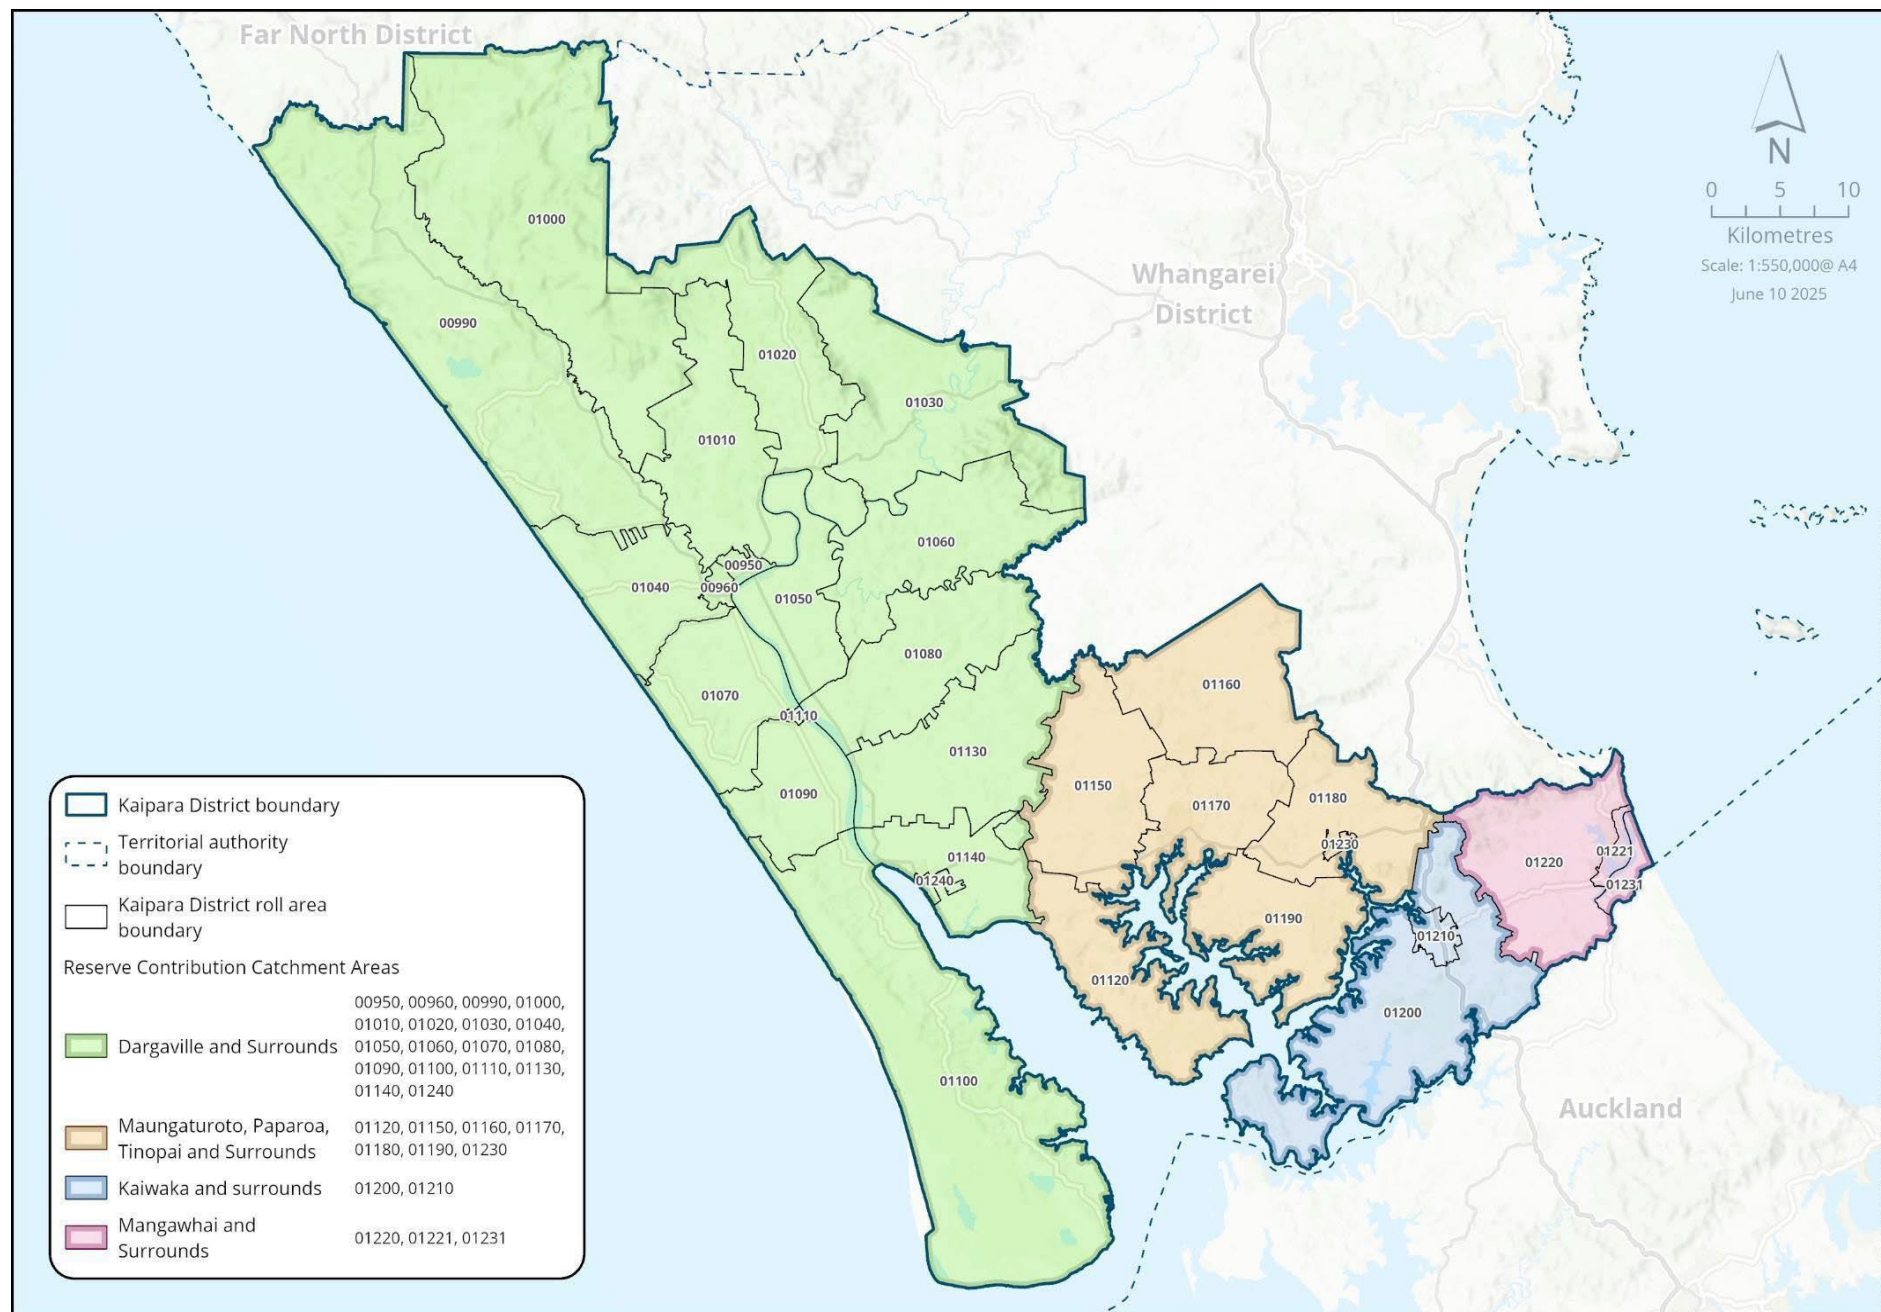 Far North District
N
0 5 10
Kilometres
Scale: 1:550,000@ A4
June 10 2025
Whangarei
District
01000
00990
01020
01030
01010
01060
00950
00960
01040
01050
01080
01070
01110
01130
01090
01140
01240
01100
01160
01150
01170
01180
01230
01190
01120
01220
01221
01231
01210
01200
Auckland
Kaipara District boundary
Territorial authority
boundary
Kaipara District roll area
boundary
Reserve Contribution Catchment Areas
Dargaville and Surrounds
00950, 00960, 00990, 01000,
01010, 01020, 01030, 01040,
01050, 01060, 01070, 01080,
01090, 01100, 01110, 01130,
01140, 01240
Maungaturoto, Paparoa,
Tinopai and Surrounds
01120, 01150, 01160, 01170,
01180, 01190, 01230
Kaiwaka and surrounds
01200, 01210
Mangawhai and
Surrounds
01220, 01221, 01231